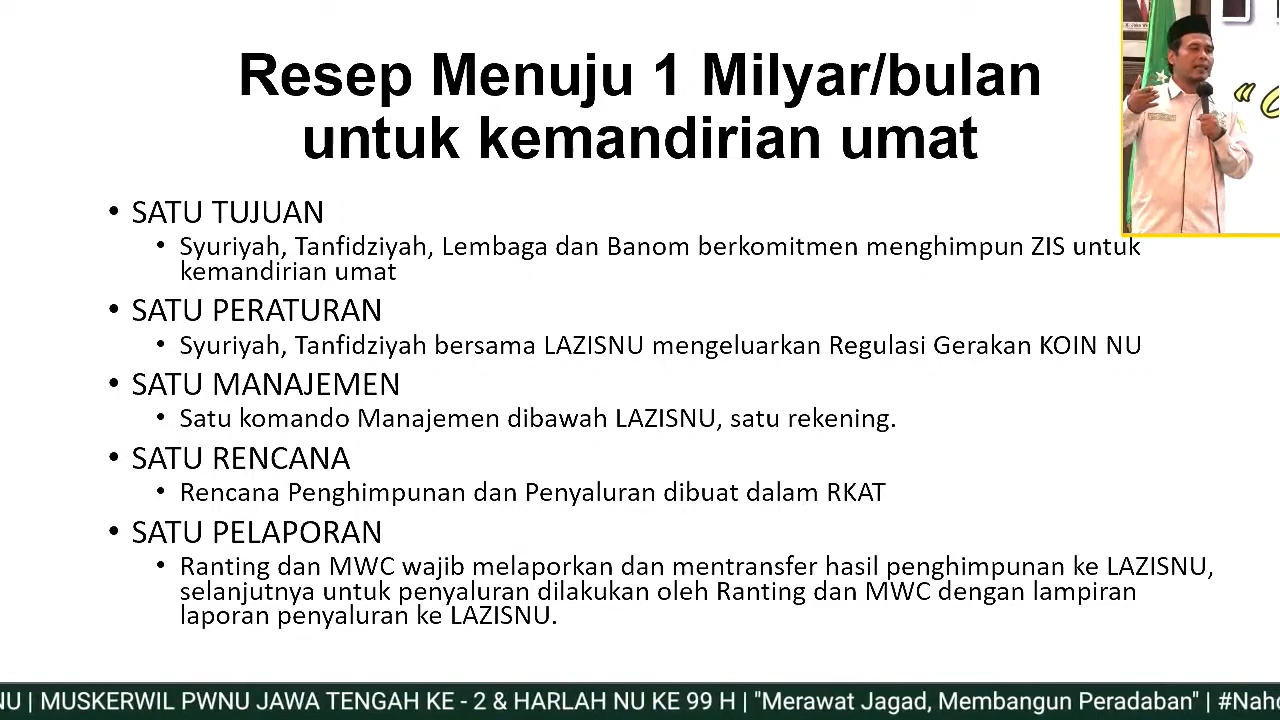 Resep Menuju 1 Milyar/bulan
untuk kemandirian umat
• SATU TUJUAN
• Syuriyah, Tanfidziyah, Lembaga dan Banom berkomitmen menghimpun ZIS untuk
kemandirian umat
• SATU PERATURAN
• Syuriyah, Tanfidziyah bersama LAZISNU mengeluarkan Regulasi Gerakan KOIN NU
• SATU MANAJEMEN
• Satu komando Manajemen dibawah LAZISNU, satu rekening.
• SATU RENCANA
• Rencana Penghimpunan dan Penyaluran dibuat dalam RKAT
• SATU PELAPORAN
• Ranting dan MWC wajib melaporkan dan mentransfer hasil penghimpunan ke LAZISNU,
selanjutnya untuk penyaluran dilakukan oleh Ranting dan MWC dengan lampiran
laporan penyaluran ke LAZISNU.
NU | MUSKERWIL PWNU JAWA TENGAH KE - 2 & HARLAH NU KE 99 H | "Merawat Jagad, Membangun Peradaban" | #Nahd